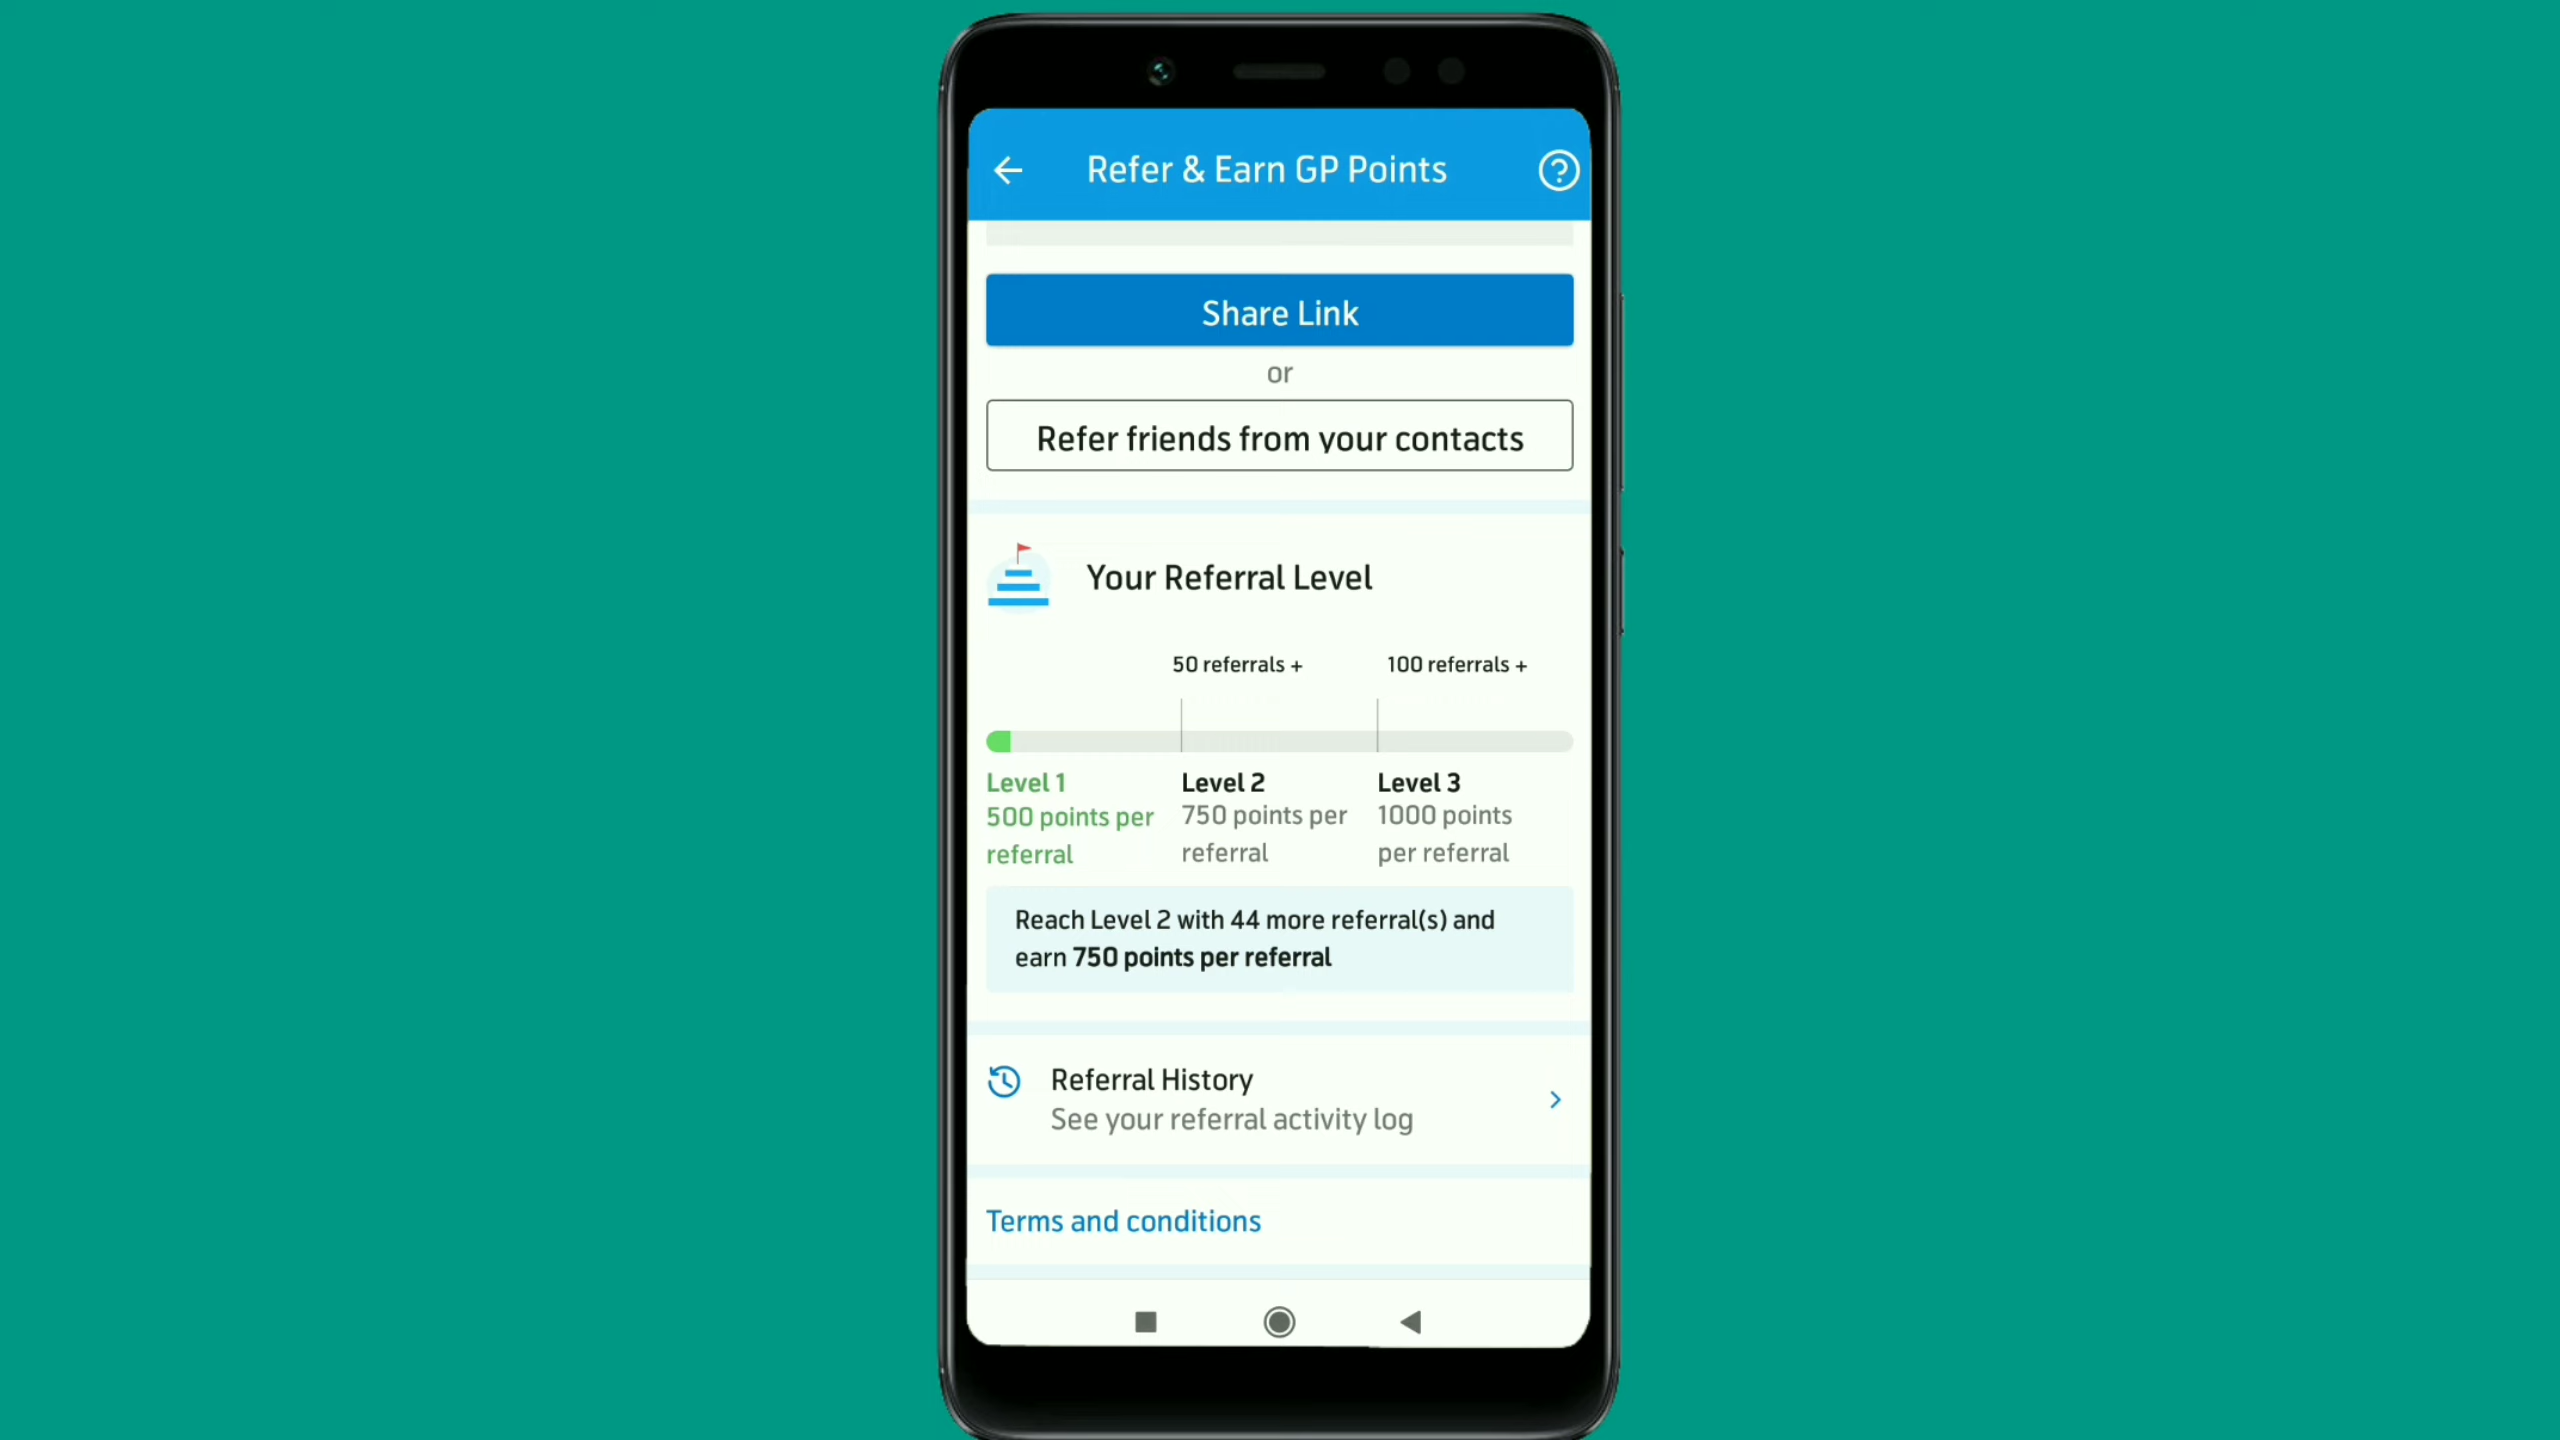 Refer & Earn GP Points
Share Link
or
Refer friends from your contacts
Your Referral Level
50 referrals +
100 referrals +
Level 1
500 points per
referral
Level 2
750 points per
referral
Level 3
1000 points
per referral
Reach Level 2 with 44 more referral(s) and
earn 750 points per referral
Referral History
See your referral activity log
Terms and conditions